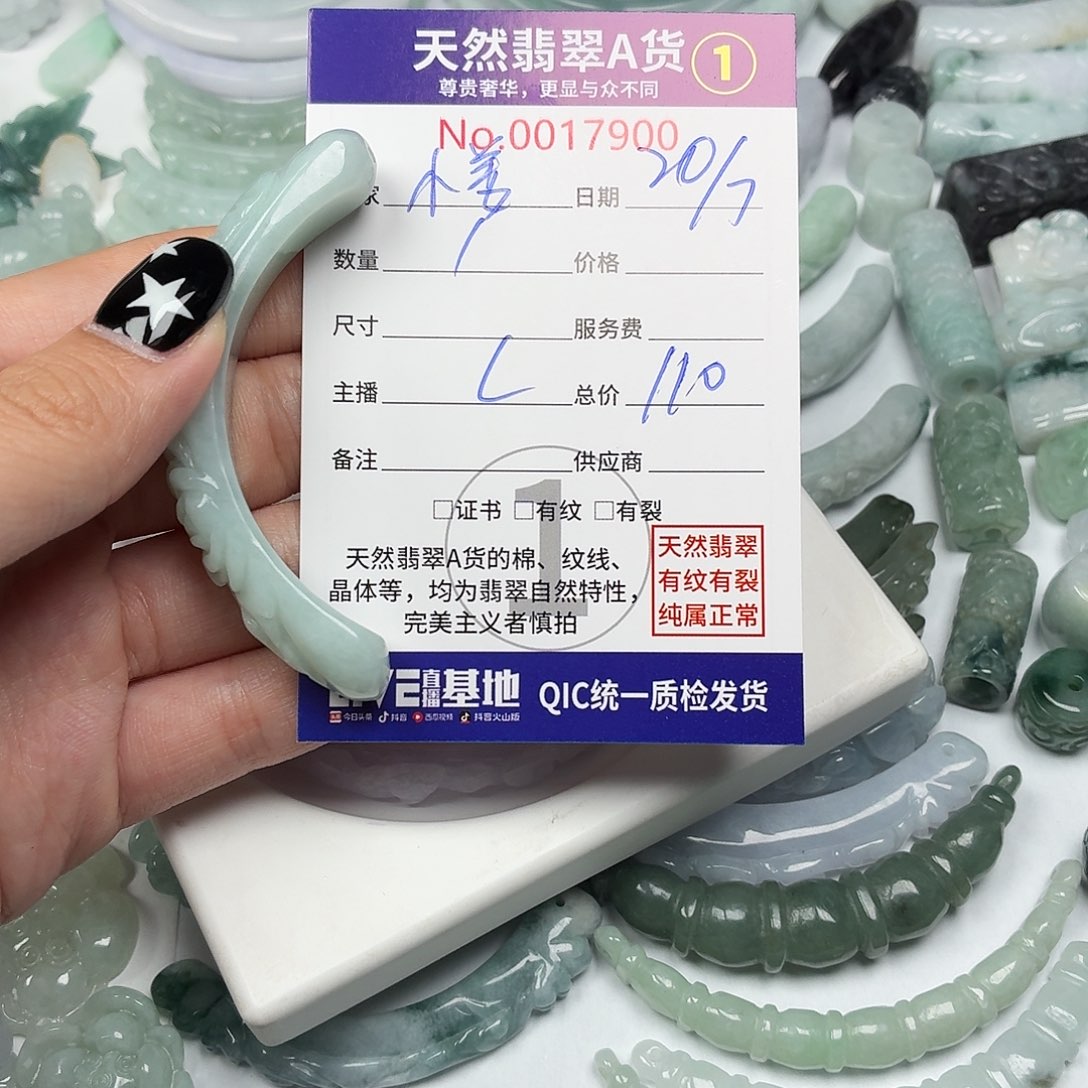 天然翡翠A货 1
尊贵奢华，更显与众不同
No.0017900
家 日期 20/7
数量 价格
尺寸 服务费
主播 L 总价 110
备注 供应商
□证书 □有纹 □有裂
天然翡翠A货的棉、纹线、
晶体等，均为翡翠自然特性，
完美主义者慎拍
天然翡翠
有纹有裂
纯属正常
1
直播基地 QIC统一质检发货
今日头条 抖音 西瓜视频 抖音火山版